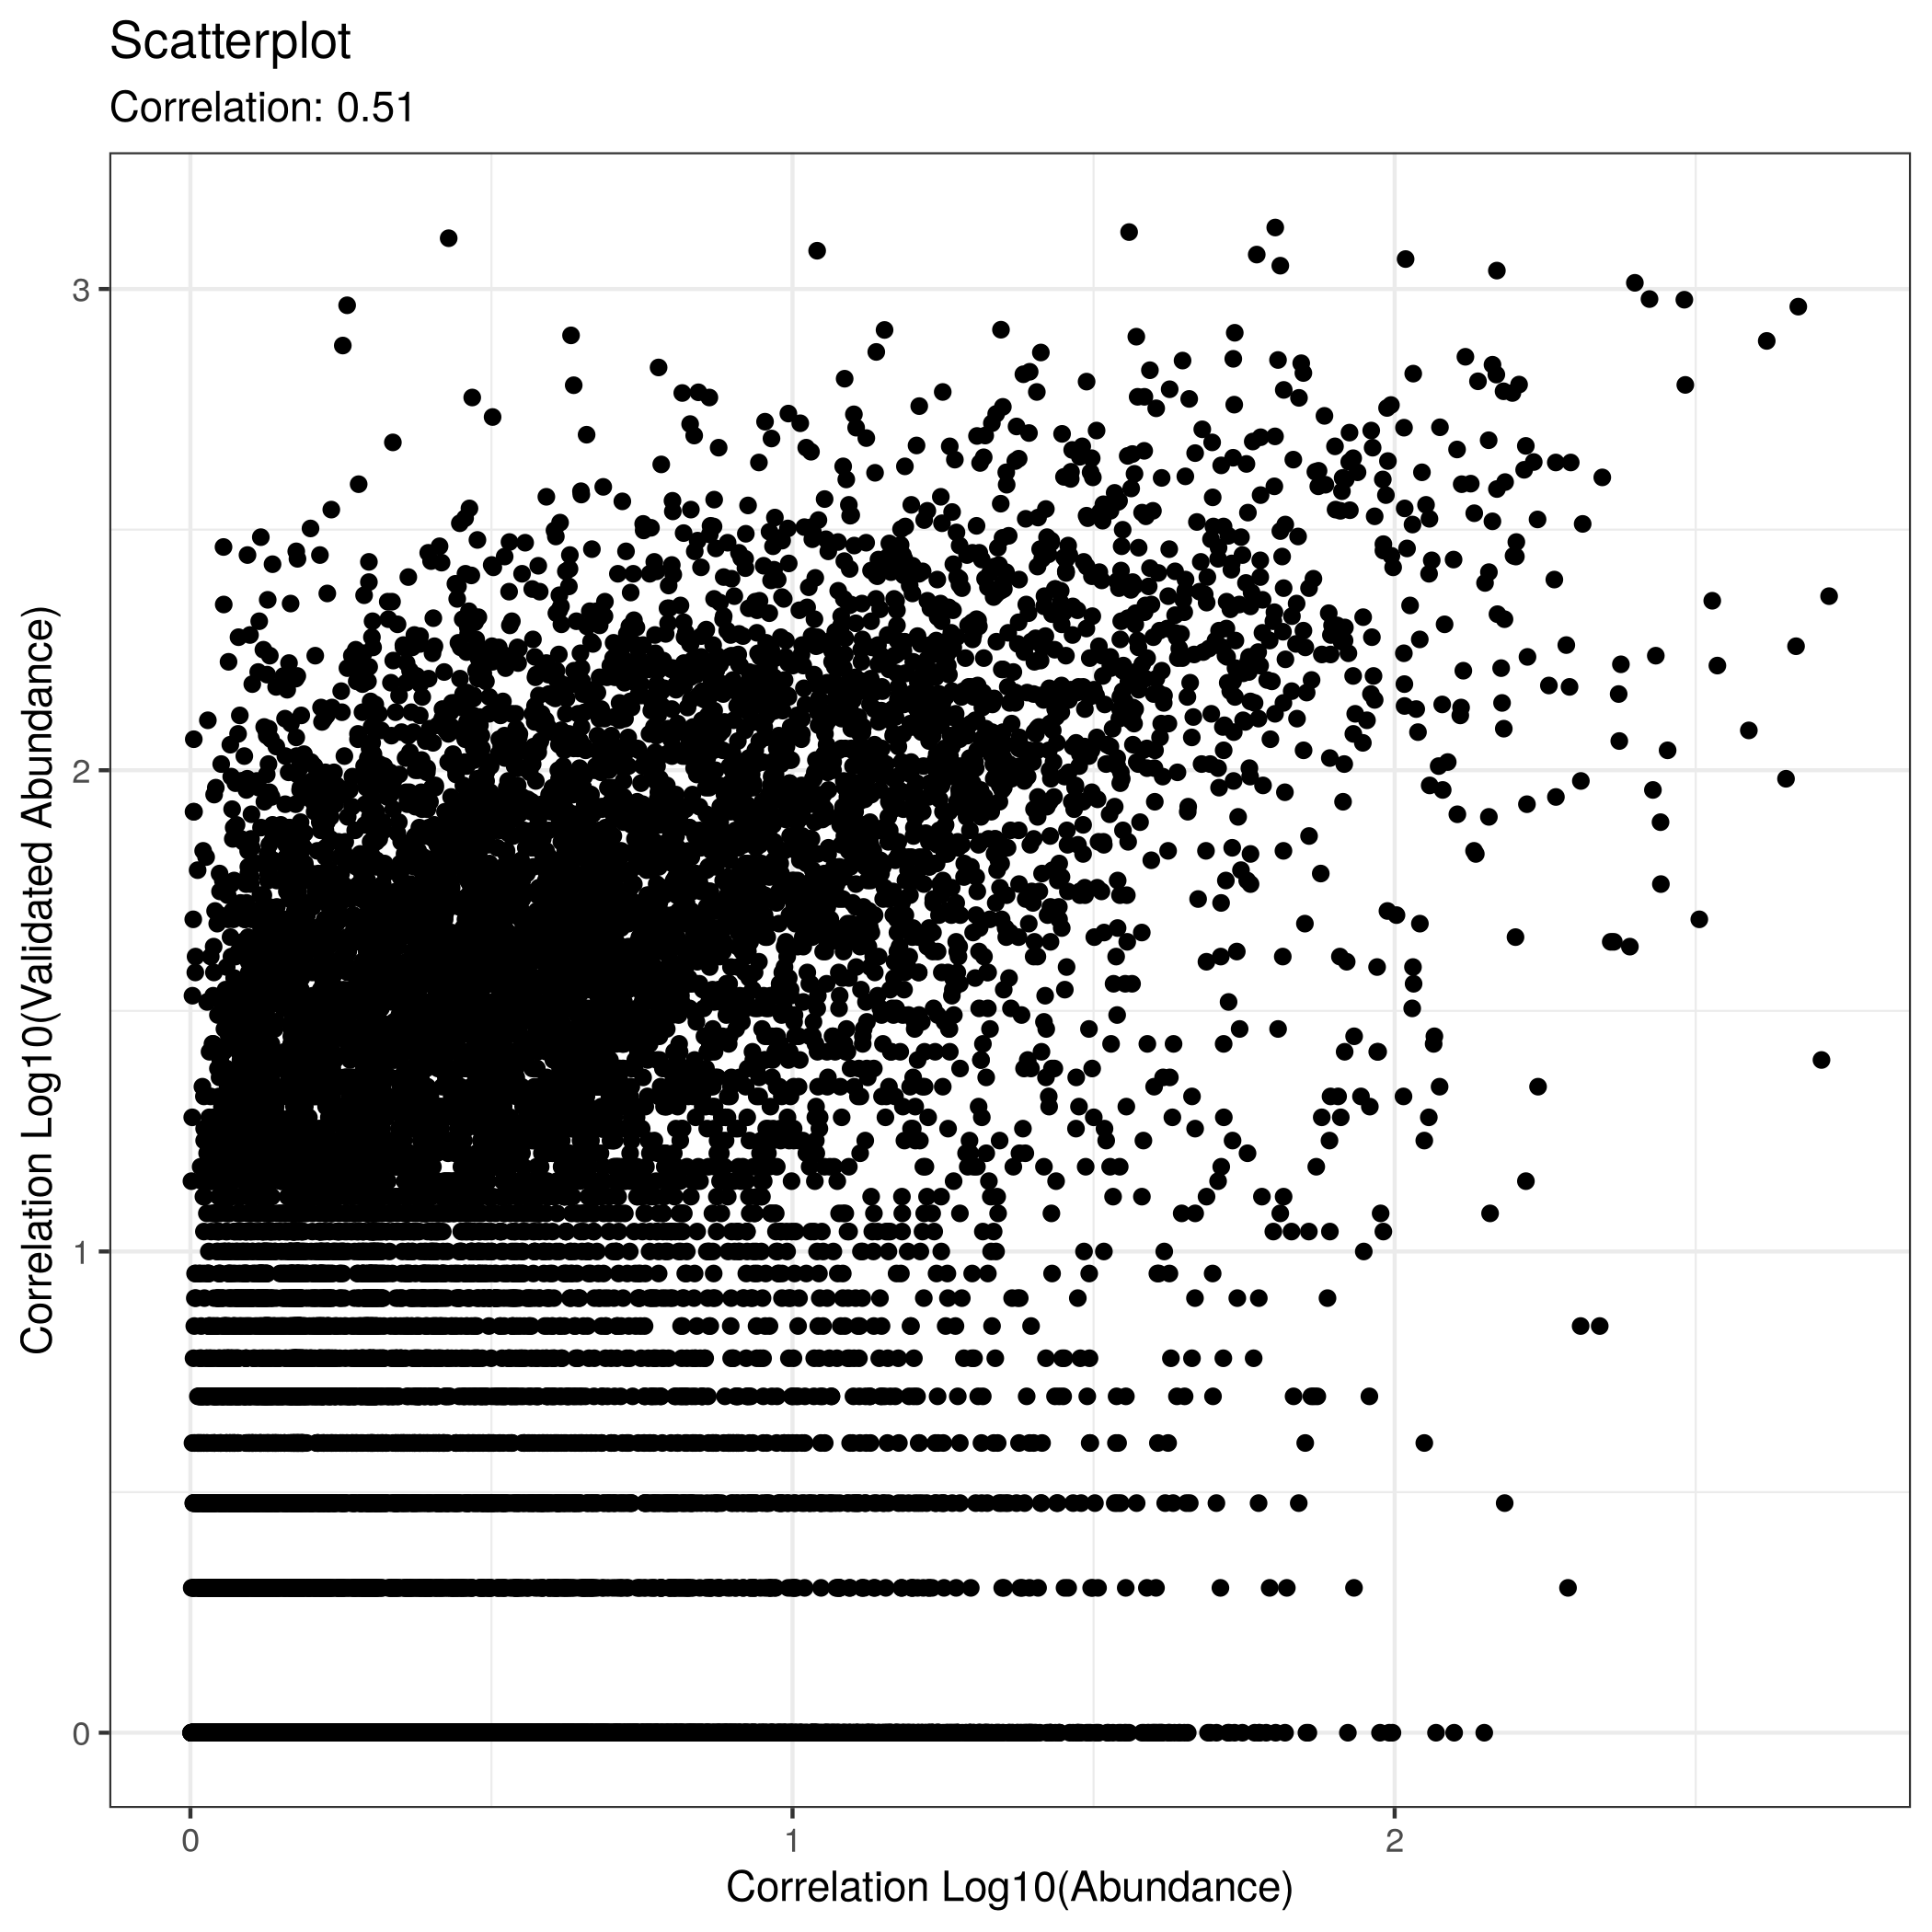 Scatterplot
Correlation: 0.51
Correlation Log10(Validated Abundance)
3
2
1
0
0
1
2
Correlation Log10(Abundance)